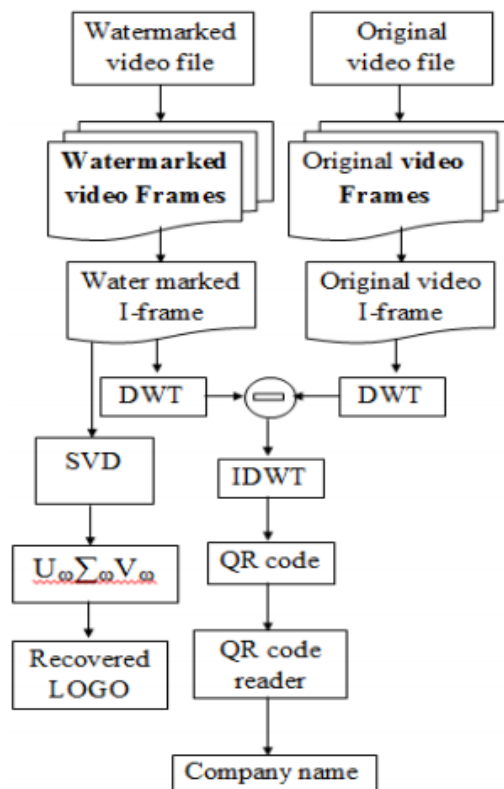 Watermarked
video file
Original
video file
Watermarked
video Frames
Original video
Frames
Water marked
I-frame
Original video
I-frame
DWT
DWT
SVD
IDWT
UωΣωVω
QR code
Recovered
LOGO
QR code
reader
Company name